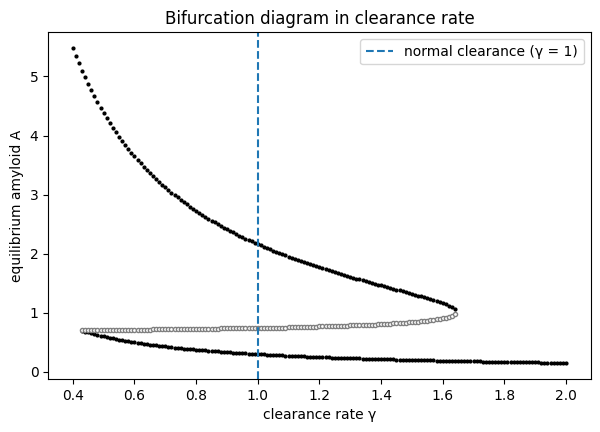 Bifurcation diagram in clearance rate
normal clearance (γ = 1)
equilibrium amyloid A
5
4
3
2
1
0
0.4 0.6 0.8 1.0 1.2 1.4 1.6 1.8 2.0
clearance rate γ